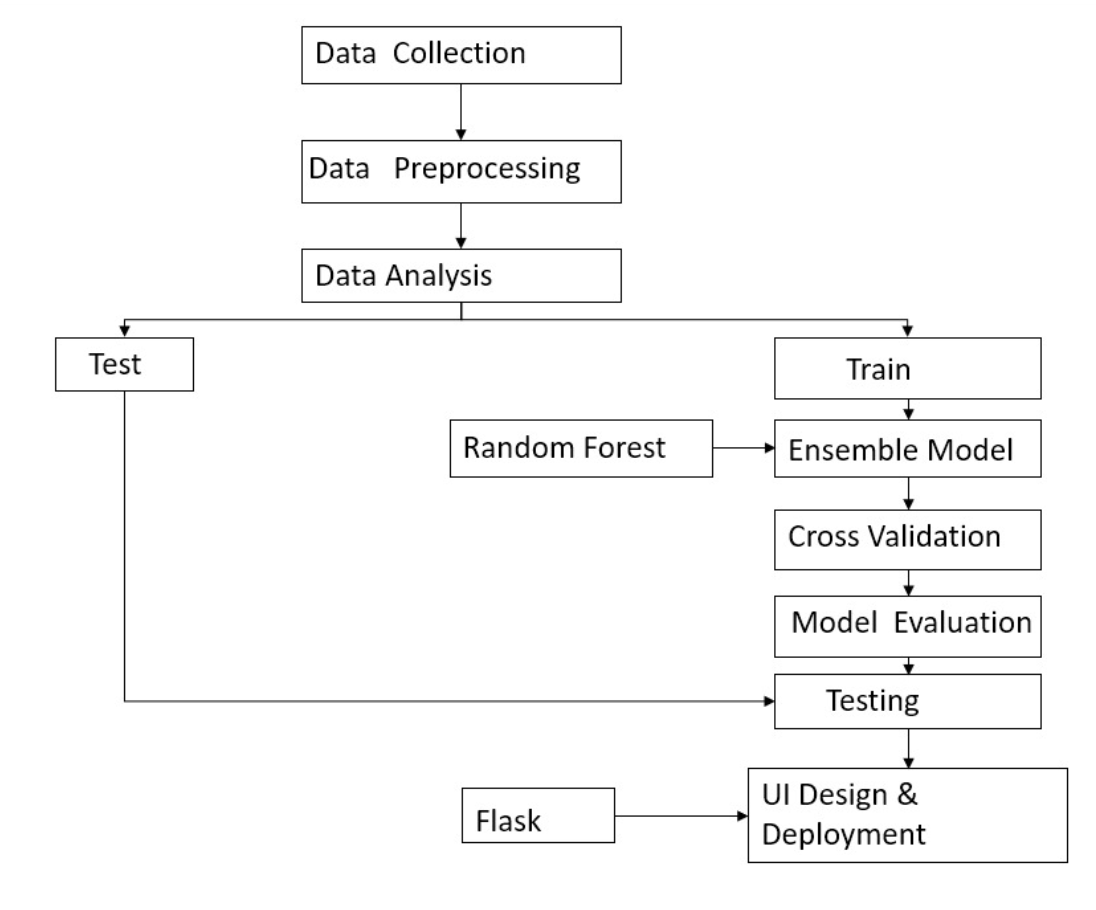 Data Collection
Data Preprocessing
Data Analysis
Test
Train
Random Forest
Ensemble Model
Cross Validation
Model Evaluation
Testing
Flask
UI Design &
Deployment